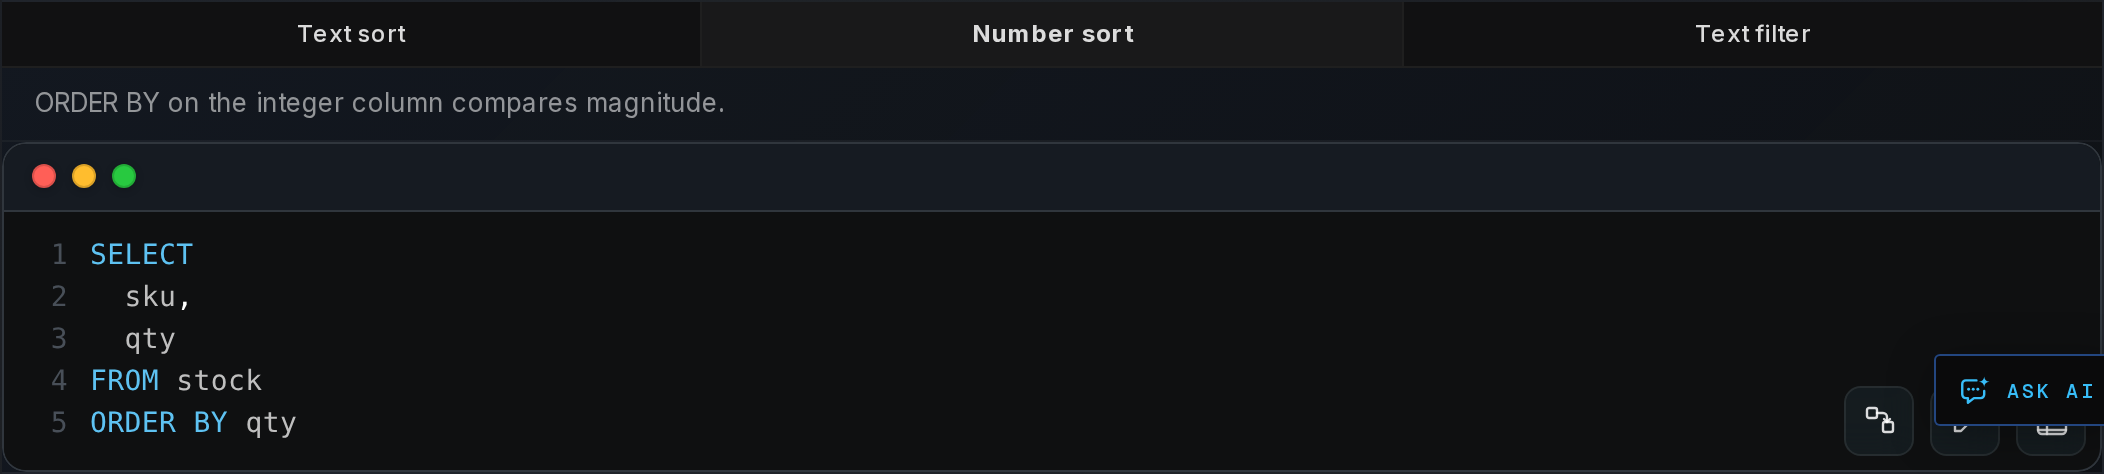 Text sort
Number sort
Text filter
ORDER BY on the integer column compares magnitude.
1 SELECT
2   sku,
3   qty
4 FROM stock
5 ORDER BY qty
ASK AI